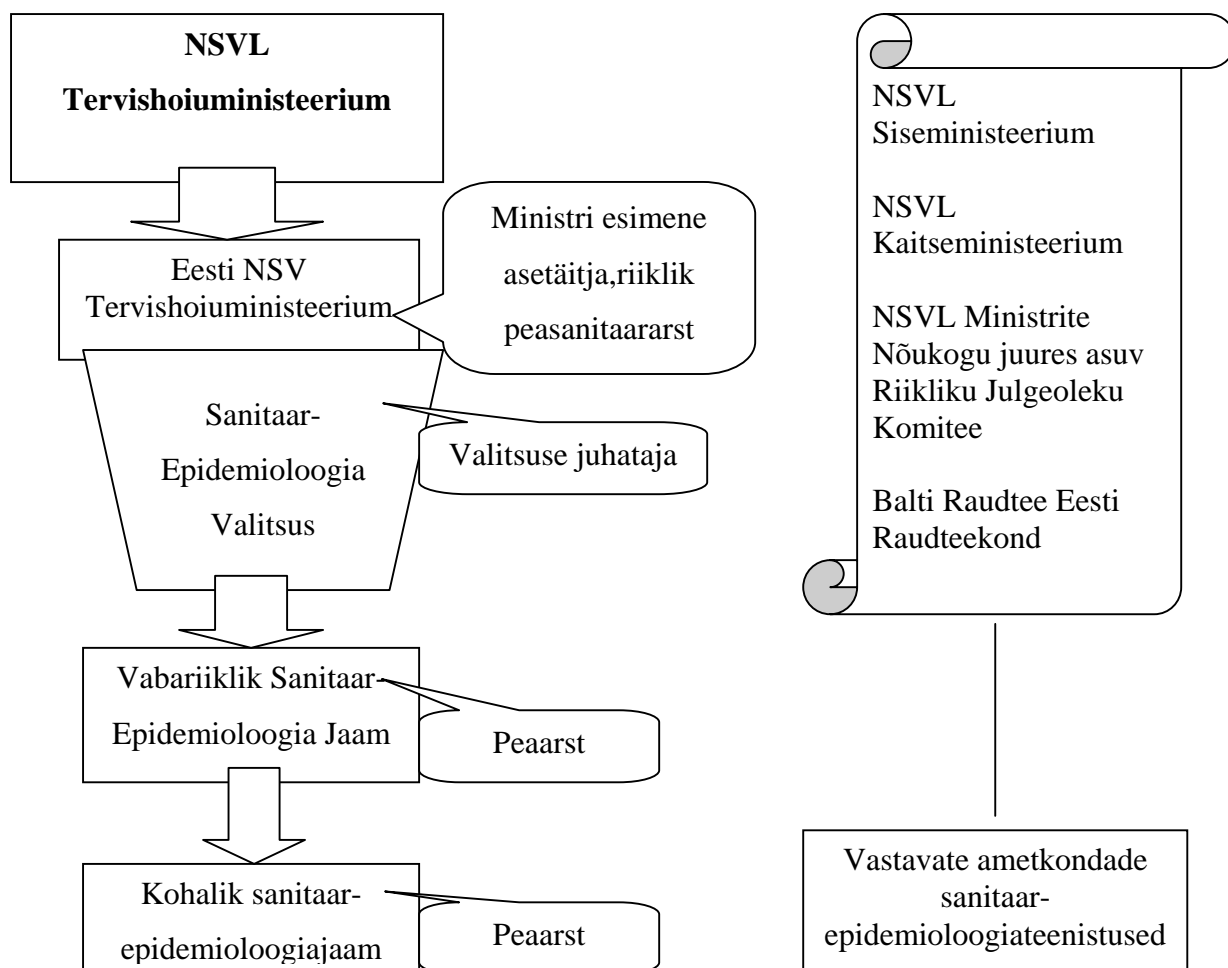 NSVL
Tervishoiuministeerium
Eesti NSV
Tervishoiuministeerium
Ministri esimene
asetäitja,riiklik
peasanitaararst
Sanitaar-
Epidemioloogia
Valitsus
Valitsuse juhataja
Vabariiklik Sanitaar-
Epidemioloogia Jaam
Peaarst
Kohalik sanitaar-
epidemioloogiajaam
Peaarst
NSVL
Siseministeerium
NSVL
Kaitseministeerium
NSVL Ministrite
Nõukogu juures asuv
Riikliku Julgeoleku
Komitee
Balti Raudtee Eesti
Raudteekond
Vastavate ametkondade
sanitaar-
epidemioloogiateenistused